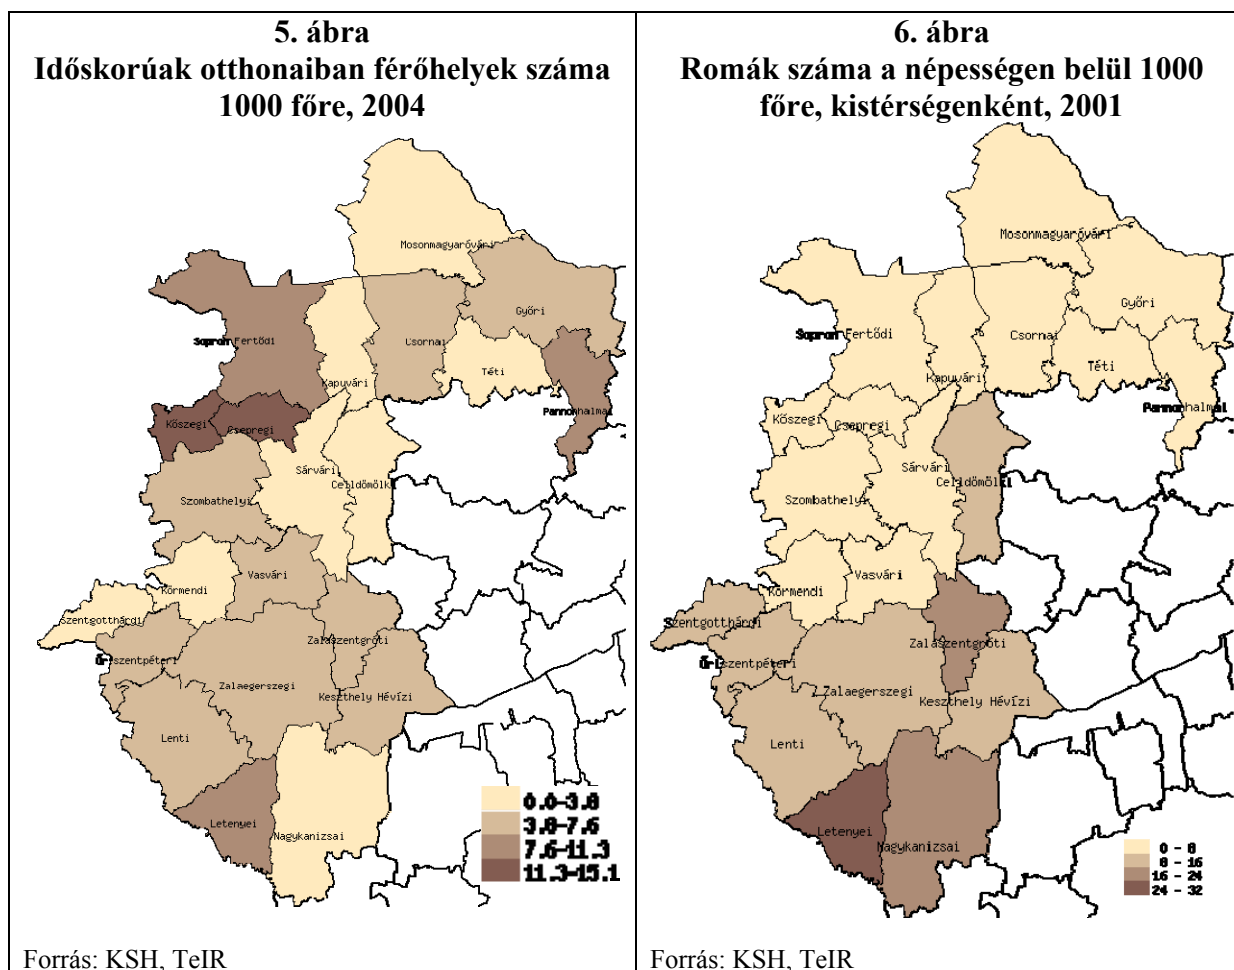 5. ábra
Időskorúak otthonaiban férőhelyek száma
1000 főre, 2004
Mosonmagyaróvári
Győri
Sopron Fertődi
Csornai
Téti
Kapuvári
Pannonhalmai
Kőszegi
Csepregi
Sárvári
Celldömölki
Szombathelyi
Vasvári
Körmendi
Szentgotthárdi
Zalaszentgróti
Őriszentpéteri
Zalaegerszegi
Keszthely Hévízi
Lenti
Letenyei
Nagykanizsai
0.0-3.8
3.8-7.6
7.6-11.3
11.3-15.1
Forrás: KSH, TeIR
6. ábra
Romák száma a népességen belül 1000
főre, kistérségenként, 2001
Mosonmagyaróvári
Győri
Sopron Fertődi
Csornai
Téti
Kapuvári
Pannonhalmai
Kőszegi
Csepregi
Sárvári
Celldömölki
Szombathelyi
Vasvári
Körmendi
Szentgotthárdi
Zalaszentgróti
Őriszentpéteri
Zalaegerszegi
Keszthely Hévízi
Lenti
Letenyei
Nagykanizsai
0 - 8
8 - 16
16 - 24
24 - 32
Forrás: KSH, TeIR